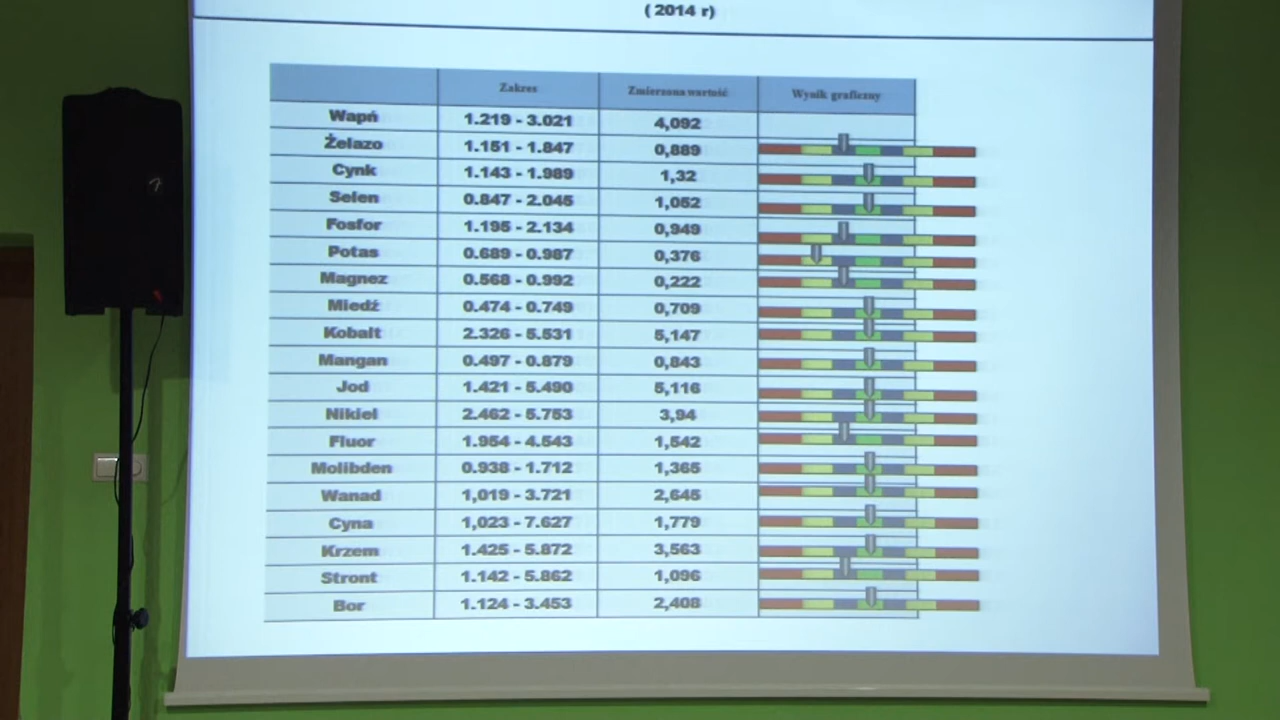 ( 2014 r)
Zakres Zmierzona wartość Wynik graficzny
Wapń 1.219 - 3.021 4,092
Żelazo 1.151 - 1.847 0,889
Cynk 1.143 - 1.989 1,32
Selen 0.847 - 2.045 1,052
Fosfor 1.195 - 2.134 0,949
Potas 0.689 - 0.987 0,376
Magnez 0.568 - 0.992 0,222
Miedź 0.474 - 0.749 0,709
Kobalt 2.326 - 5.531 5,147
Mangan 0.497 - 0.879 0,843
Jod 1.421 - 5.490 5,116
Nikiel 2.462 - 5.753 3,94
Fluor 1.954 - 4.543 1,542
Molibden 0.938 - 1.712 1,365
Wanad 1,019 - 3.721 2,645
Cyna 1,023 - 7.627 1,779
Krzem 1.425 - 5.872 3,563
Stront 1.142 - 5.862 1,096
Bor 1.124 - 3.453 2,408